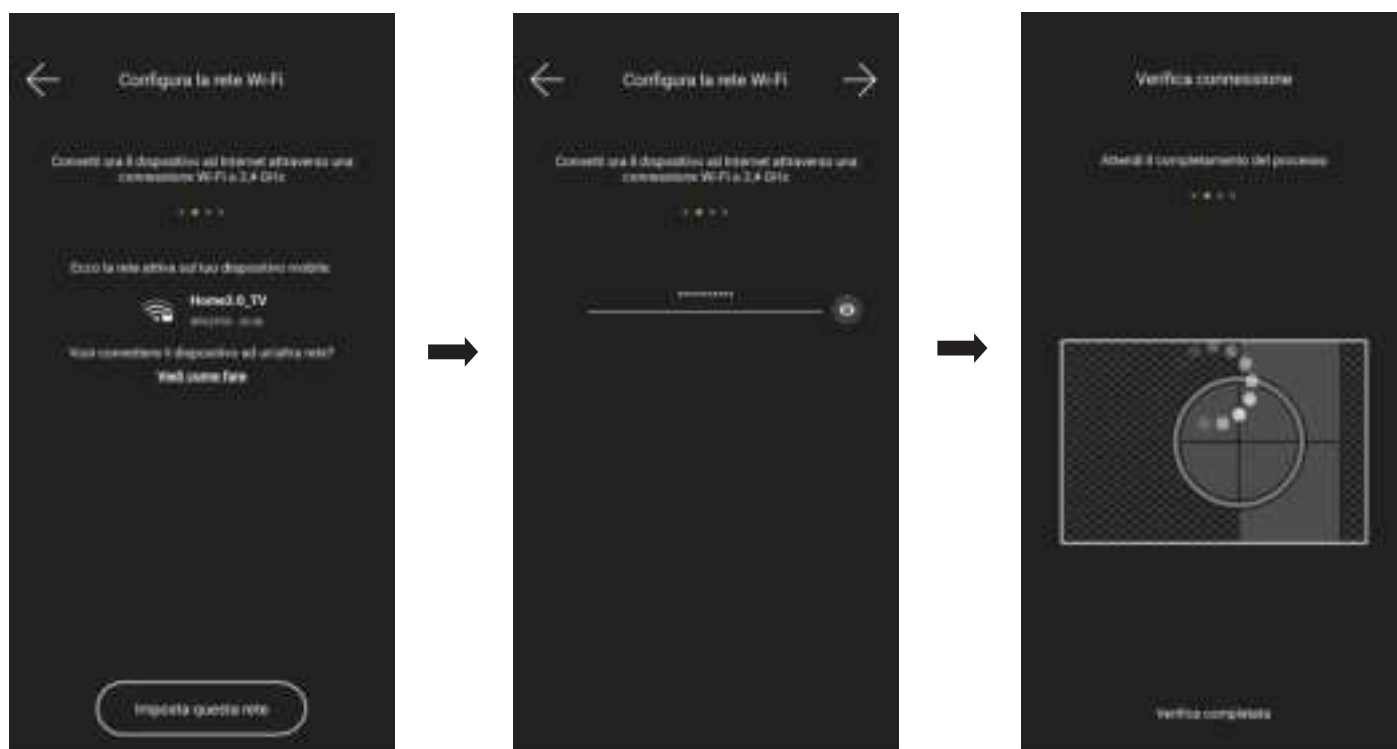 Configura la rete Wi-Fi
Connetti ora il dispositivo ad Internet attraverso una
connessione Wi-Fi a 2,4 GHz
Ecco la rete attiva sul tuo dispositivo mobile
Home3.0_TV
Vuoi connettere il dispositivo ad un'altra rete?
Vedi come fare
Imposta questa rete
Configura la rete Wi-Fi
Connetti ora il dispositivo ad Internet attraverso una
connessione Wi-Fi a 2,4 GHz
Verifica connessione
Attendi il completamento del processo
Verifica completata